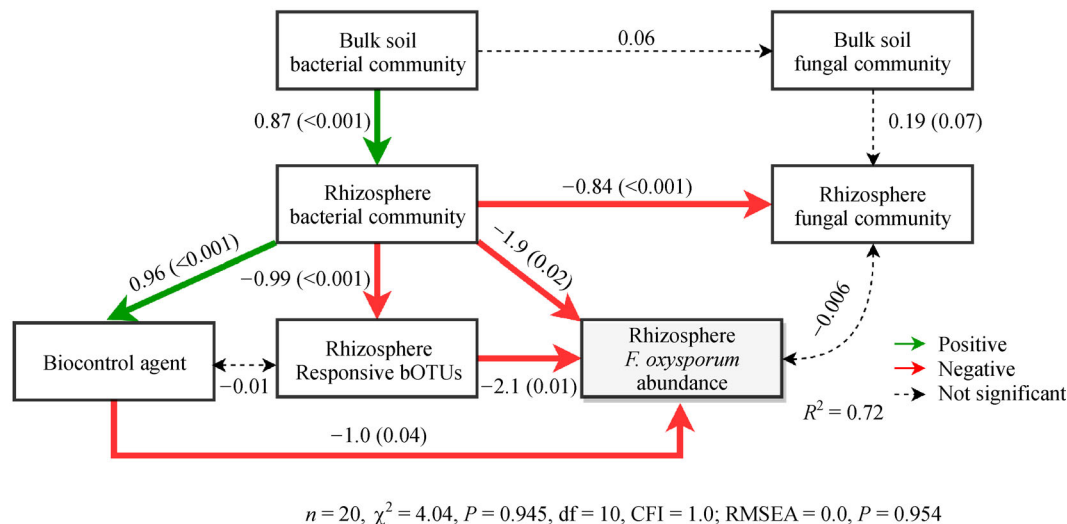 Bulk soil
bacterial community
0.06
Bulk soil
fungal community
0.87 (<0.001)
0.19 (0.07)
Rhizosphere
bacterial community
−0.84 (<0.001)
Rhizosphere
fungal community
0.96 (<0.001)
−0.99 (<0.001)
−1.9 (0.02)
−0.006
Biocontrol agent
−0.01
Rhizosphere
Responsive bOTUs
−2.1 (0.01)
Rhizosphere
F. oxysporum
abundance
Positive
Negative
Not significant
R² = 0.72
−1.0 (0.04)
n = 20, χ² = 4.04, P = 0.945, df = 10, CFI = 1.0; RMSEA = 0.0, P = 0.954